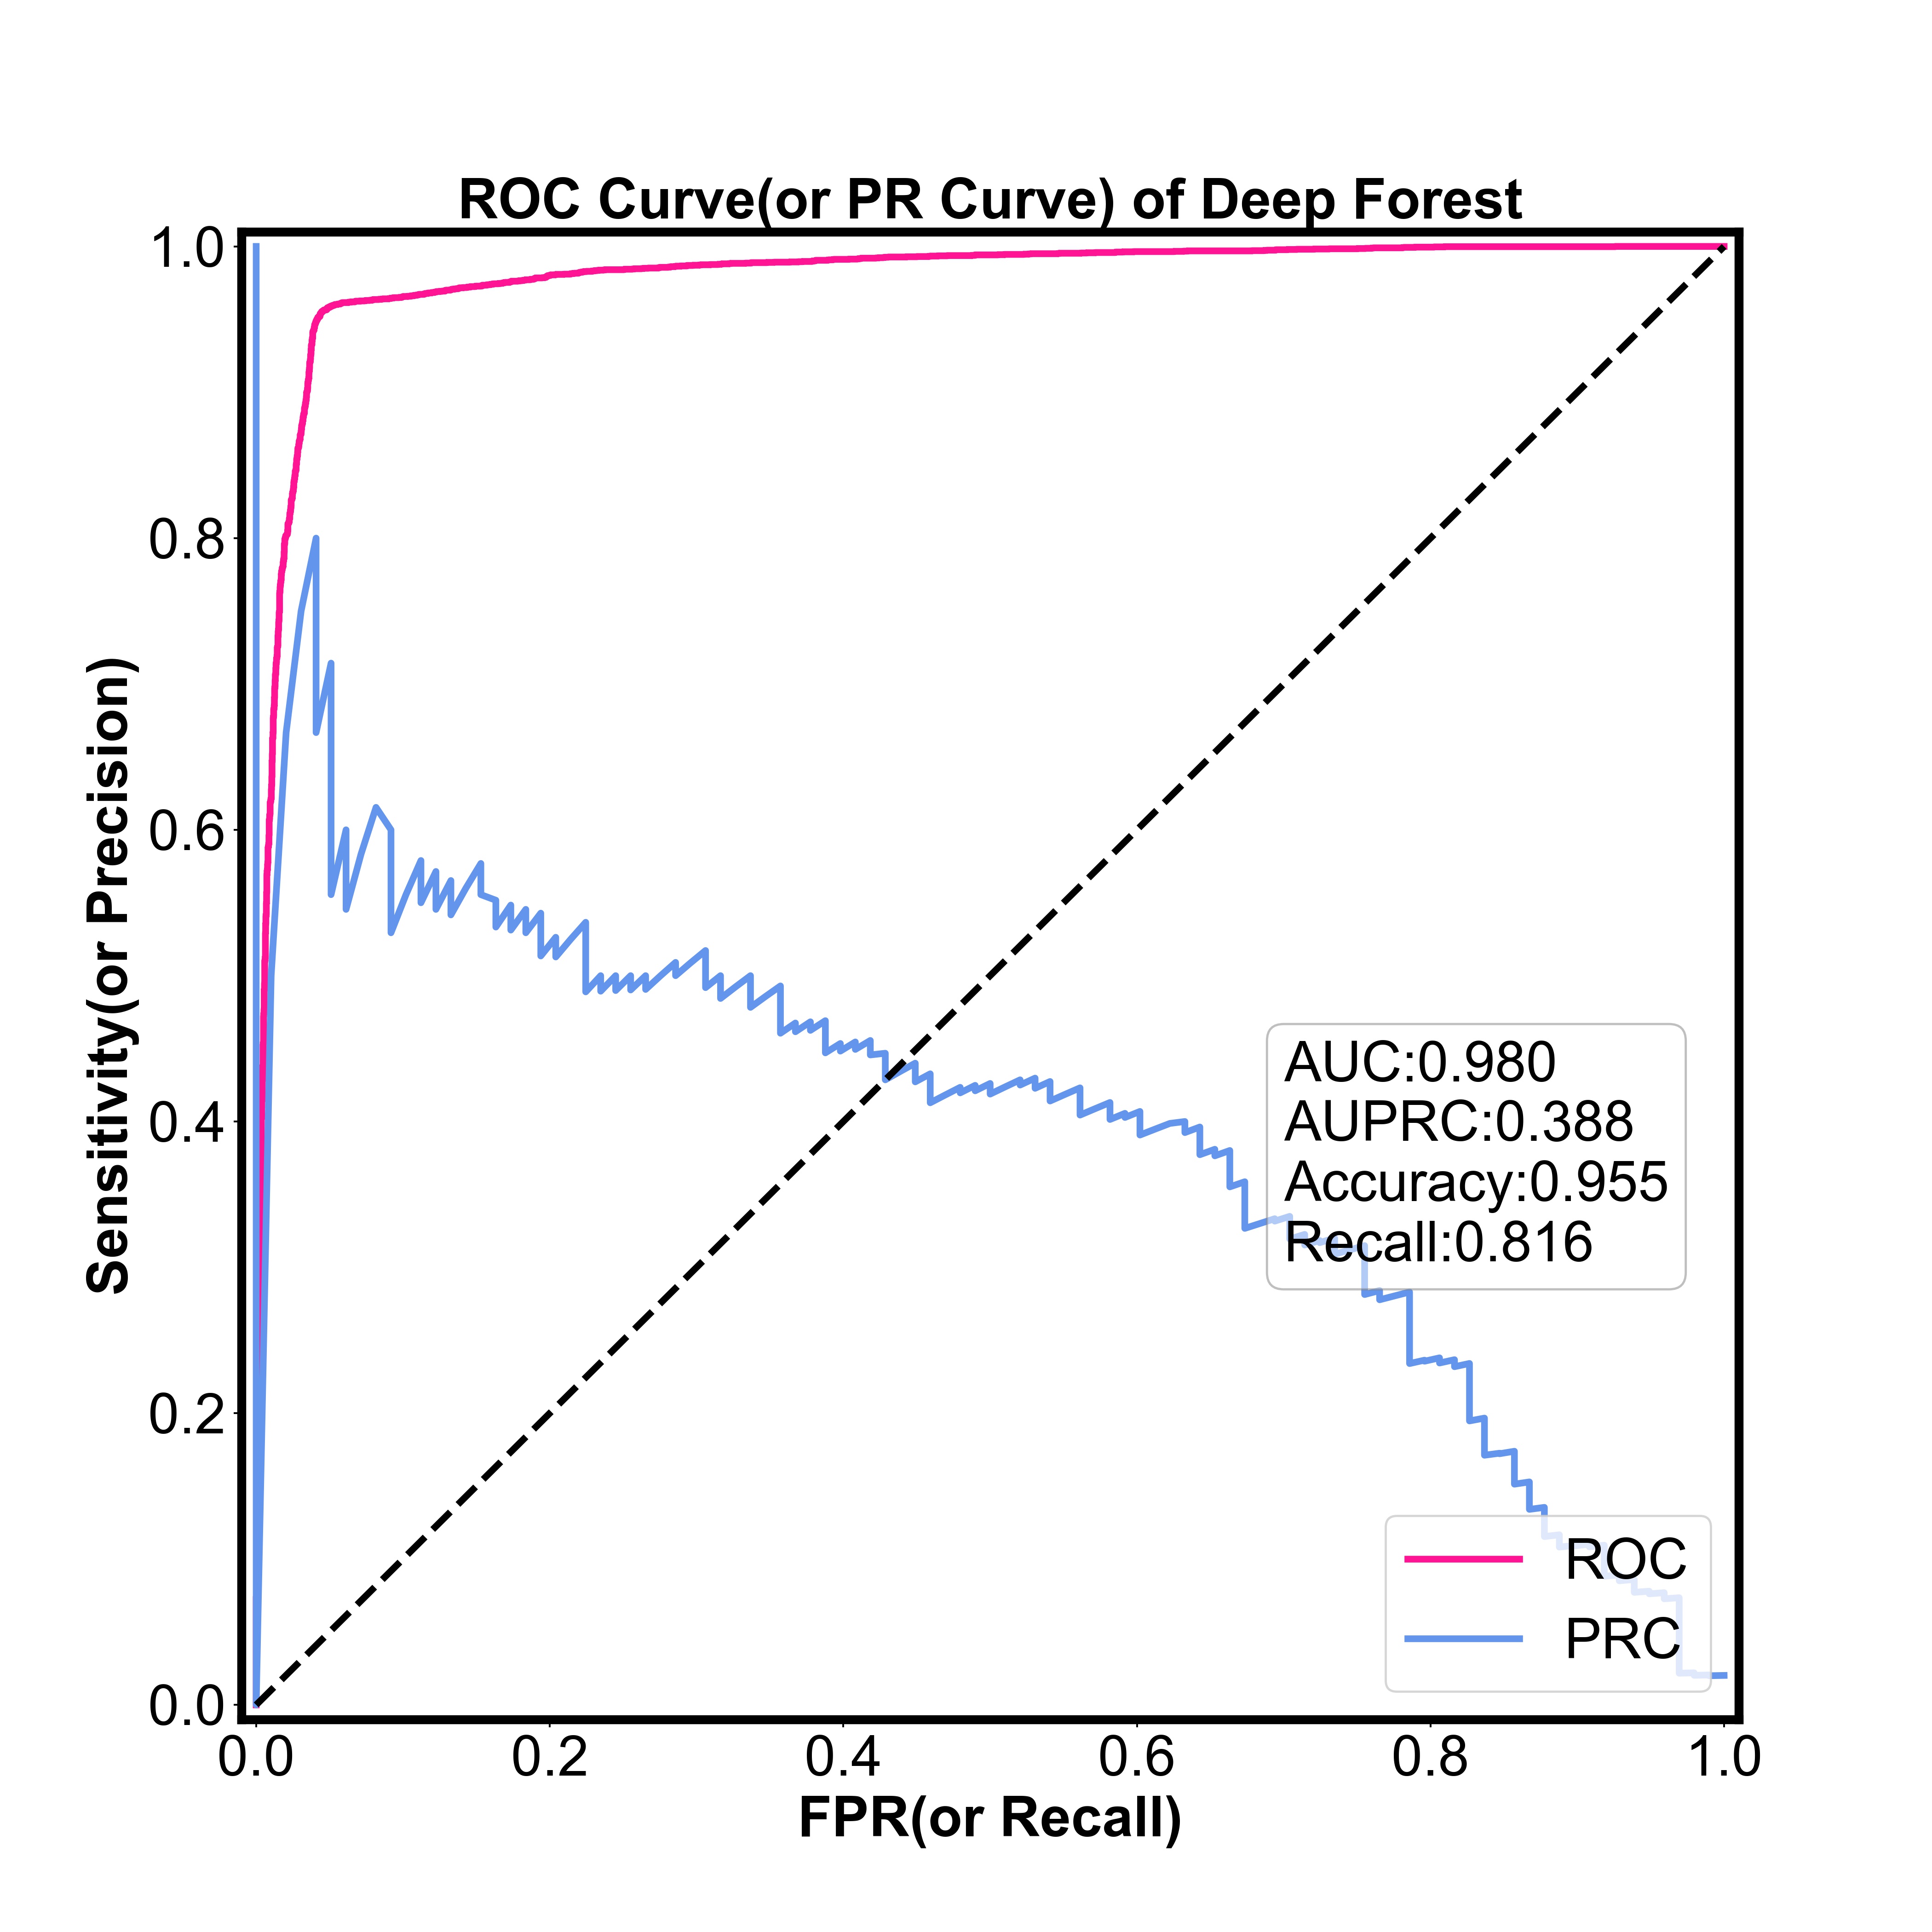 ROC Curve(or PR Curve) of Deep Forest
1.0
0.8
0.6
0.4
0.2
0.0
Sensitivity(or Precision)
AUC:0.980
AUPRC:0.388
Accuracy:0.955
Recall:0.816
ROC
PRC
0.0 0.2 0.4 0.6 0.8 1.0
FPR(or Recall)